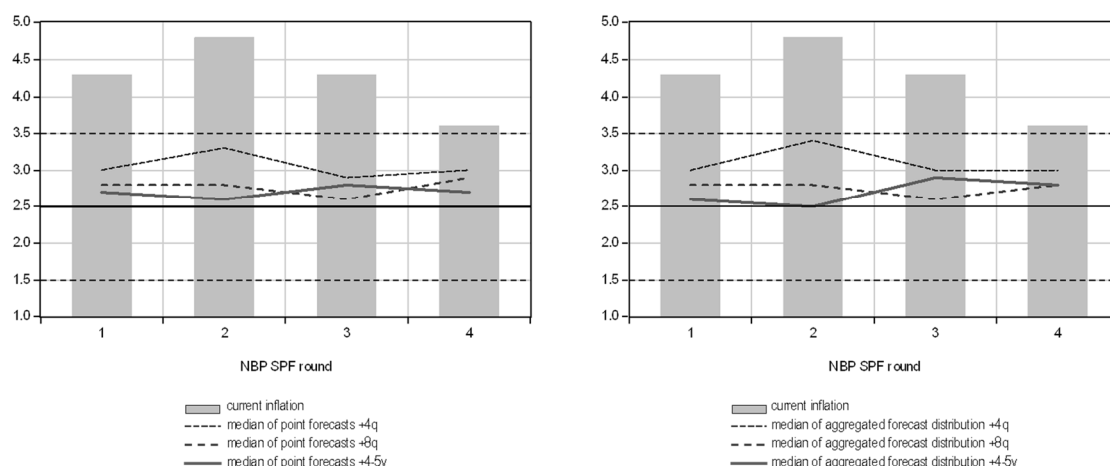 5.0
4.5
4.0
3.5
3.0
2.5
2.0
1.5
1.0
1 2 3 4
NBP SPF round
current inflation
median of point forecasts +4q
median of point forecasts +8q
median of point forecasts +4-5y
5.0
4.5
4.0
3.5
3.0
2.5
2.0
1.5
1.0
1 2 3 4
NBP SPF round
current inflation
median of aggregated forecast distribution +4q
median of aggregated forecast distribution +8q
median of aggregated forecast distribution +4-5y